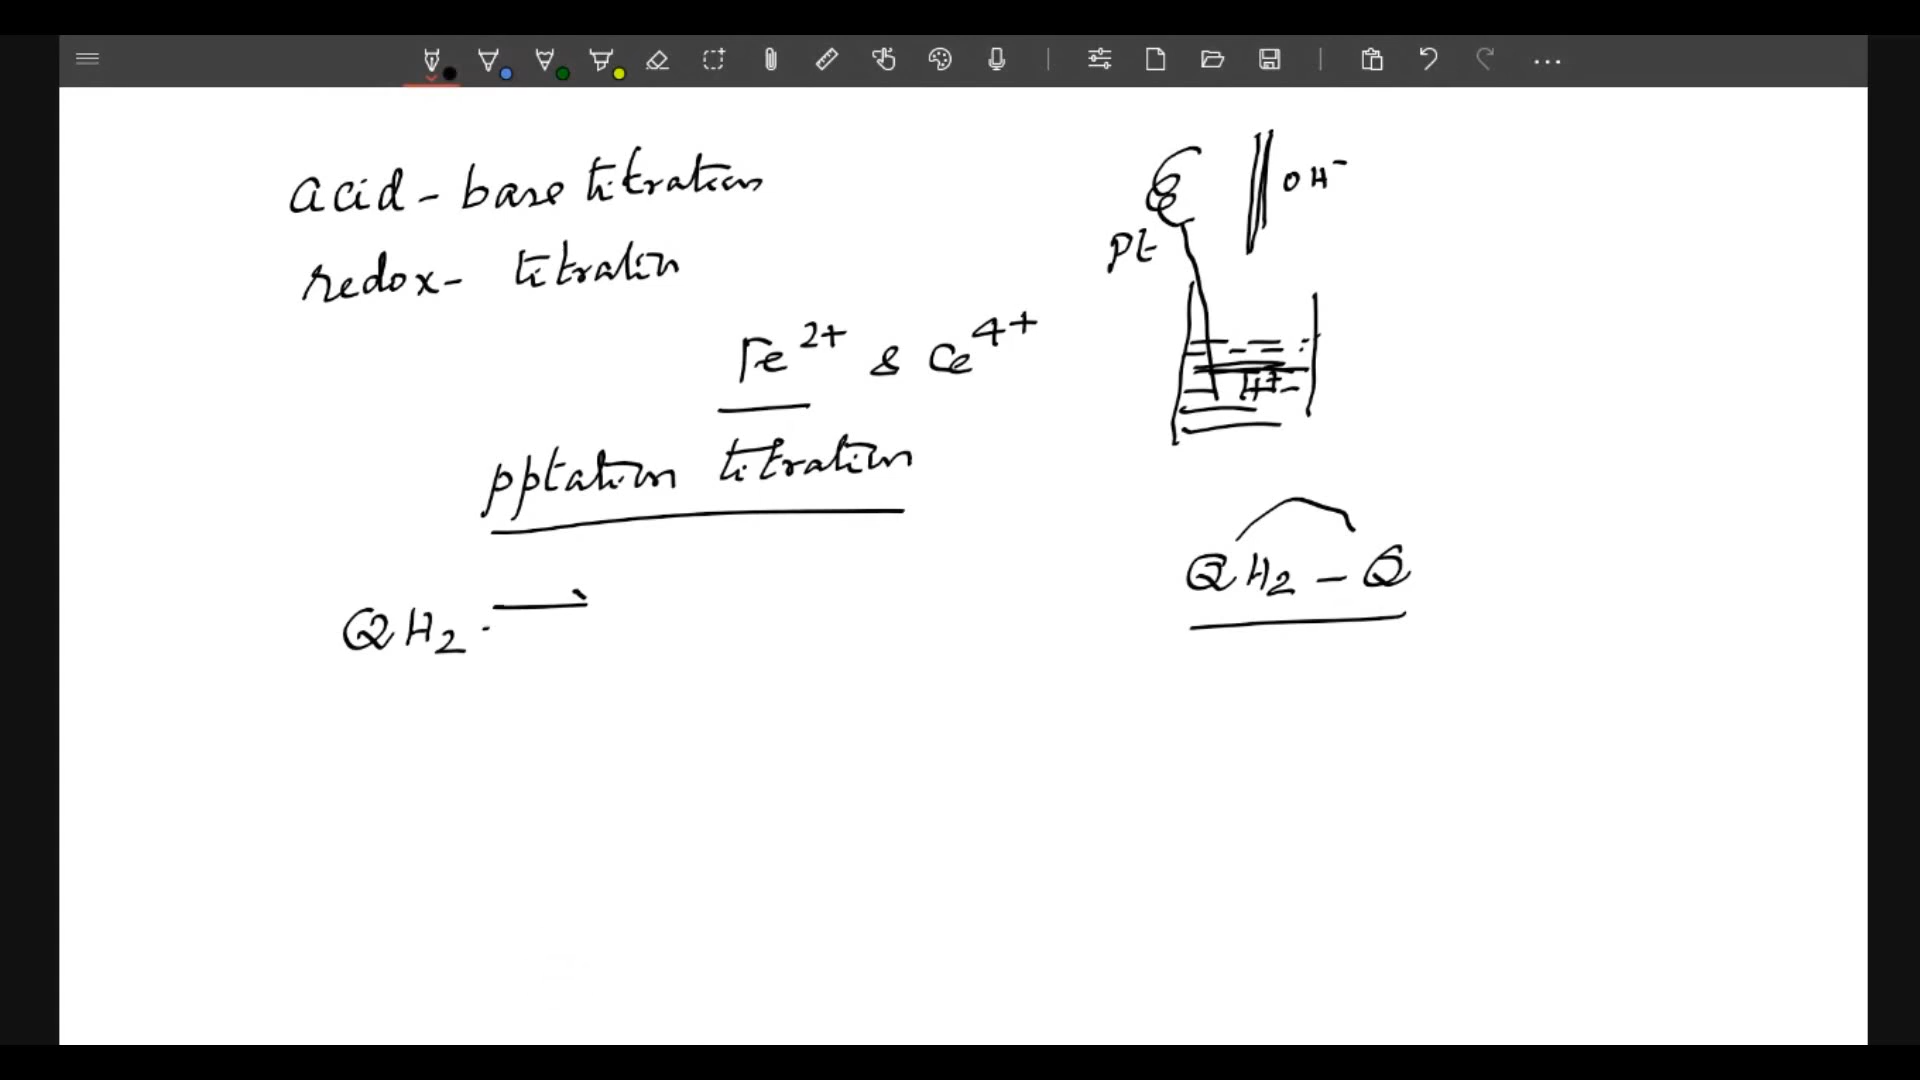 acid - base titration
redox - titration
Fe2+ & Ce4+
pptation titration
QH2
OH-
Pt
H+
QH2 - Q